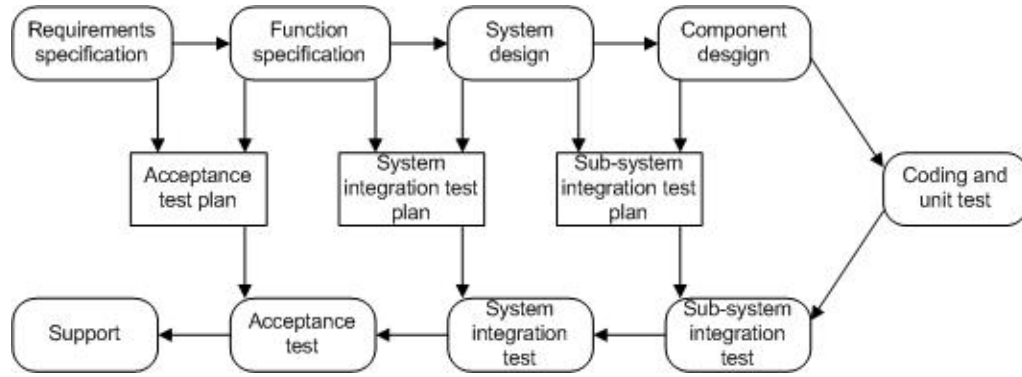 Requirements
specification
Function
specification
System
design
Component
desgign
Acceptance
test plan
System
integration test
plan
Sub-system
integration test
plan
Coding and
unit test
Support
Acceptance
test
System
integration
test
Sub-system
integration
test